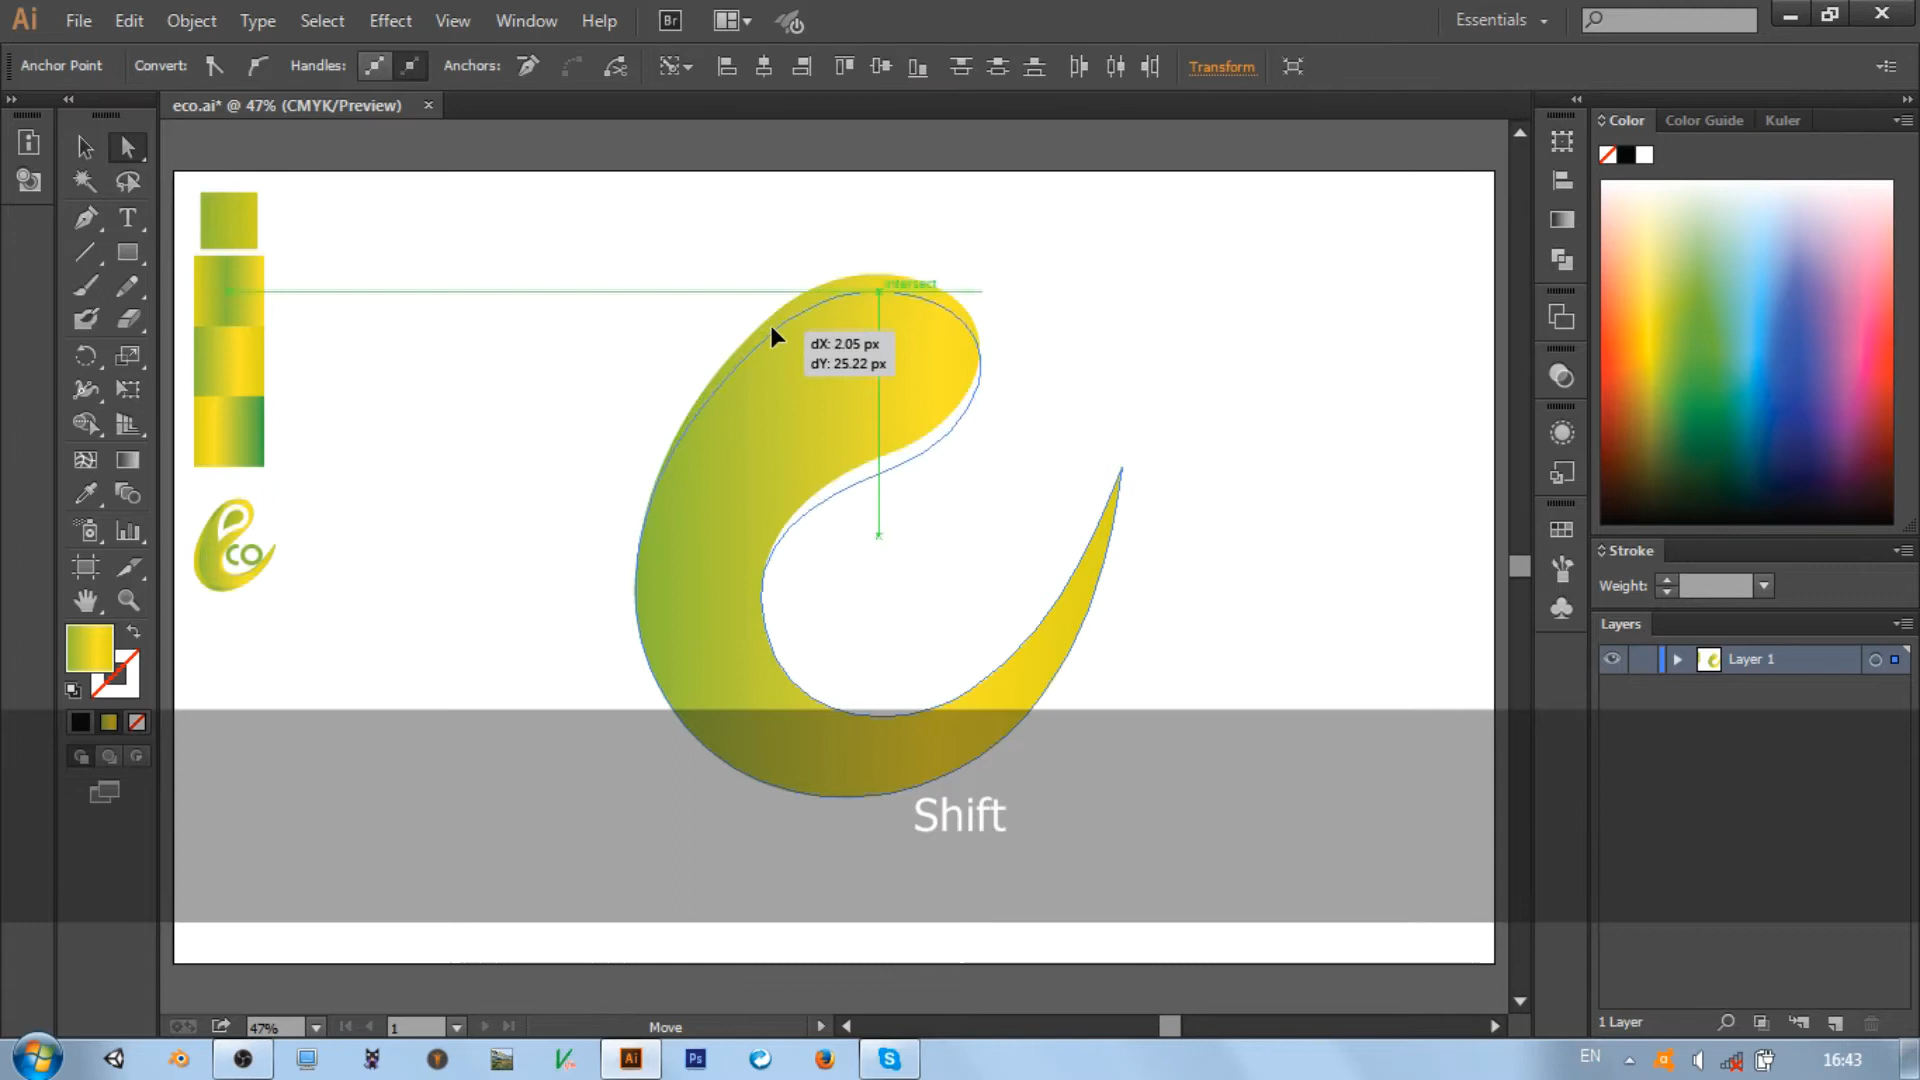 Ai File Edit Object Type Select Effect View Window Help Br Essentials
Anchor Point Convert: Handles: Anchors: Transform
eco.ai* @ 47% (CMYK/Preview)
Color Color Guide Kuler
intersect
dX: 2.05 px
dY: 25.22 px
eco
Stroke
Weight:
Layers
Layer 1
Shift
47% 1 Move
1 Layer
Ai Ps EN 16:43